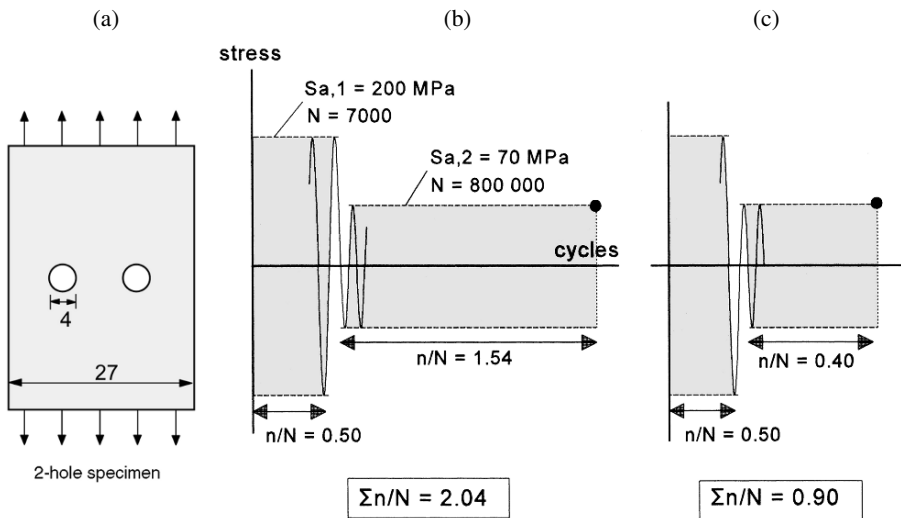 (a)
(b)
(c)
4
27
2-hole specimen
stress
Sa,1 = 200 MPa
N = 7000
Sa,2 = 70 MPa
N = 800 000
cycles
n/N = 1.54
n/N = 0.50
Σn/N = 2.04
n/N = 0.40
n/N = 0.50
Σn/N = 0.90